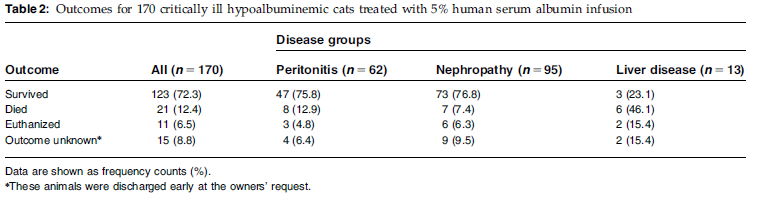 Table 2: Outcomes for 170 critically ill hypoalbuminemic cats treated with 5% human serum albumin infusion
Disease groups
Outcome All (n = 170) Peritonitis (n = 62) Nephropathy (n = 95) Liver disease (n = 13)
Survived 123 (72.3) 47 (75.8) 73 (76.8) 3 (23.1)
Died 21 (12.4) 8 (12.9) 7 (7.4) 6 (46.1)
Euthanized 11 (6.5) 3 (4.8) 6 (6.3) 2 (15.4)
Outcome unknown* 15 (8.8) 4 (6.4) 9 (9.5) 2 (15.4)
Data are shown as frequency counts (%).
*These animals were discharged early at the owners' request.